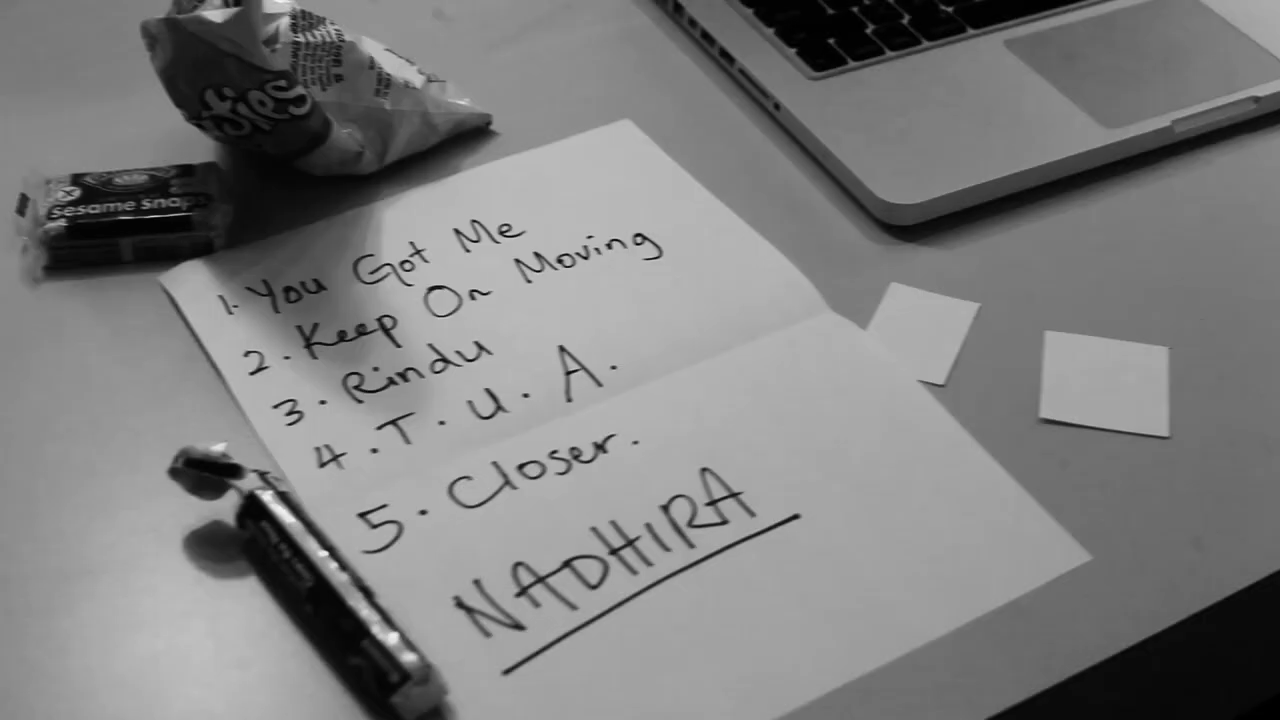 sesame snaps
1. You Got Me
2. Keep On Moving
3. Rindu
4. T. U. A.
5. Closer.
NADHIRA